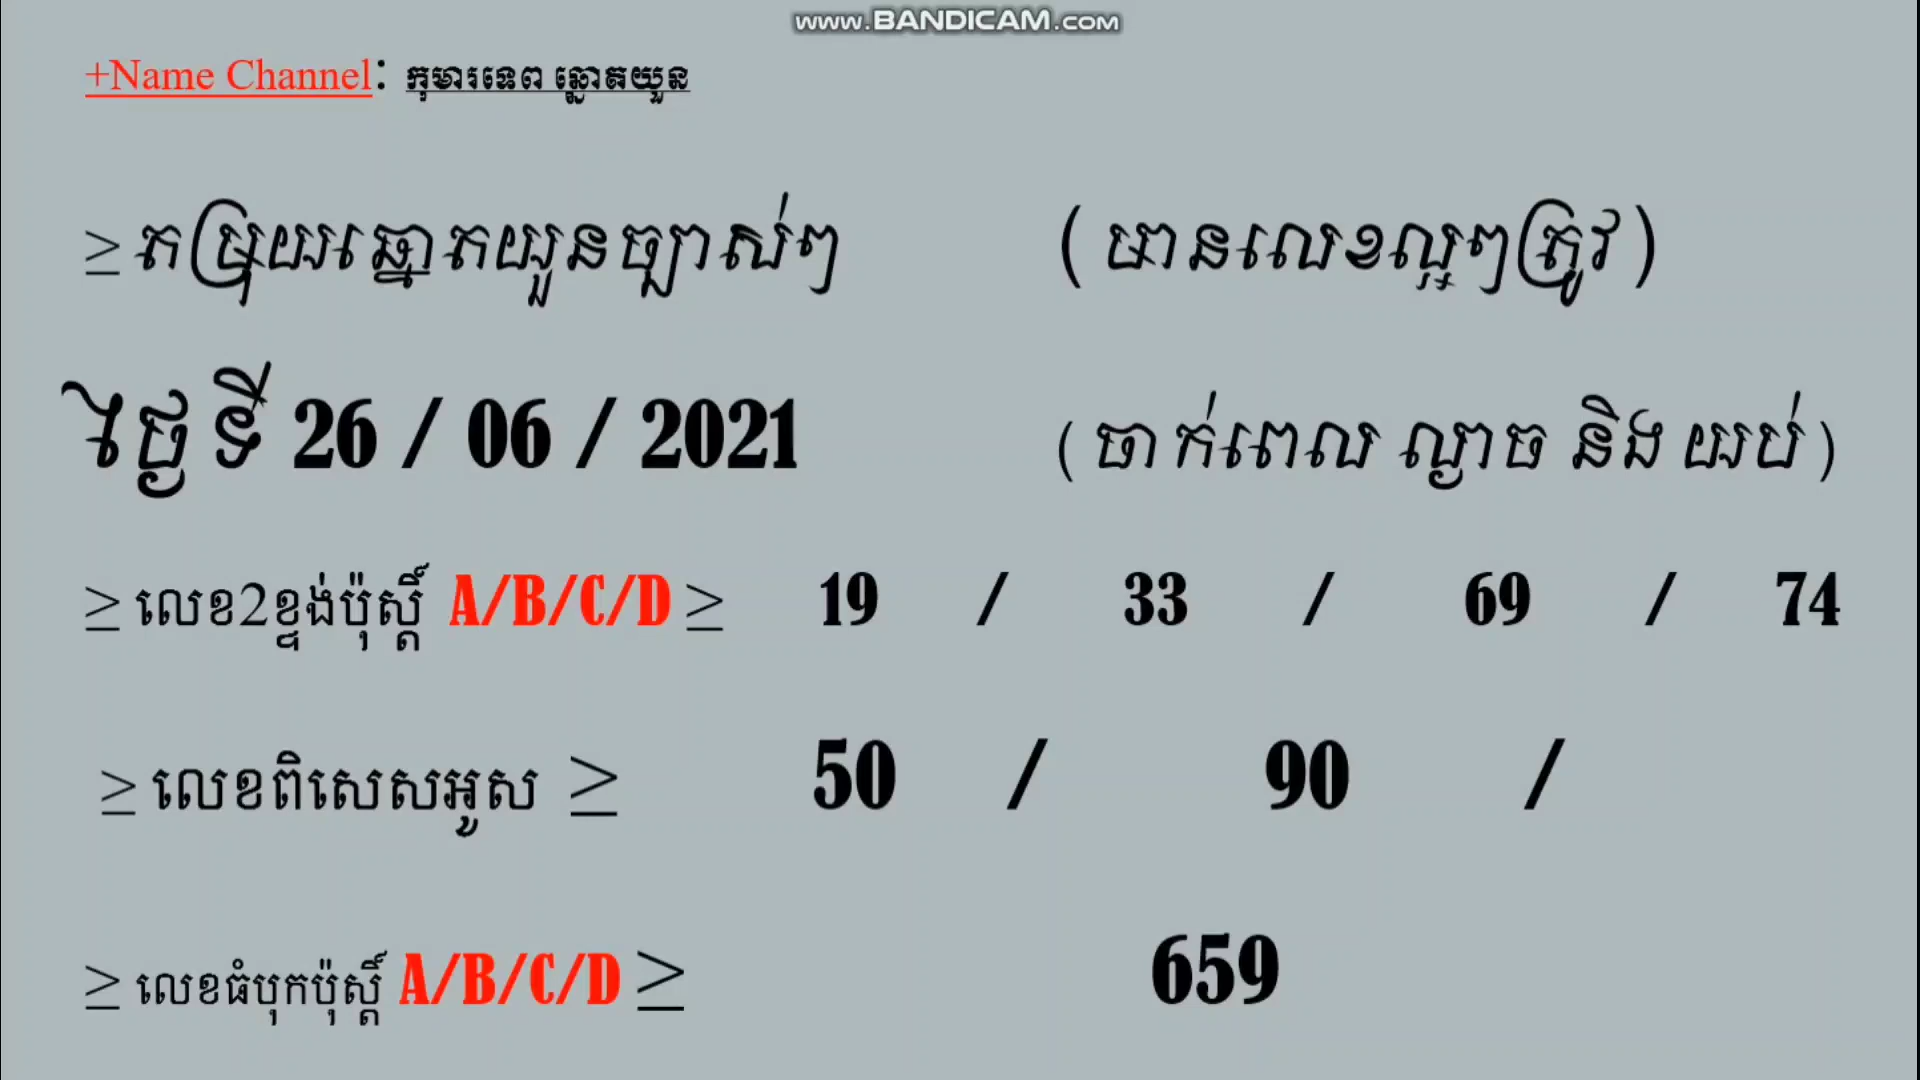 www.BANDICAM.com
+Name Channel: កុមារទេព ឆ្នោតយួន
≥ តម្រុយឆ្នោតយួនច្បាស់ៗ (មានលេខល្អៗត្រូវ)
ថ្ងៃទី 26 / 06 / 2021 (ចាក់ពេល ល្ងាច និង យប់)
≥ លេខ2ខ្ទង់ប៉ុស្តិ៍ A/B/C/D ≥ 19 / 33 / 69 / 74
≥ លេខពិសេសអូស ≥ 50 / 90 /
≥ លេខធំបុកប៉ុស្តិ៍ A/B/C/D ≥ 659